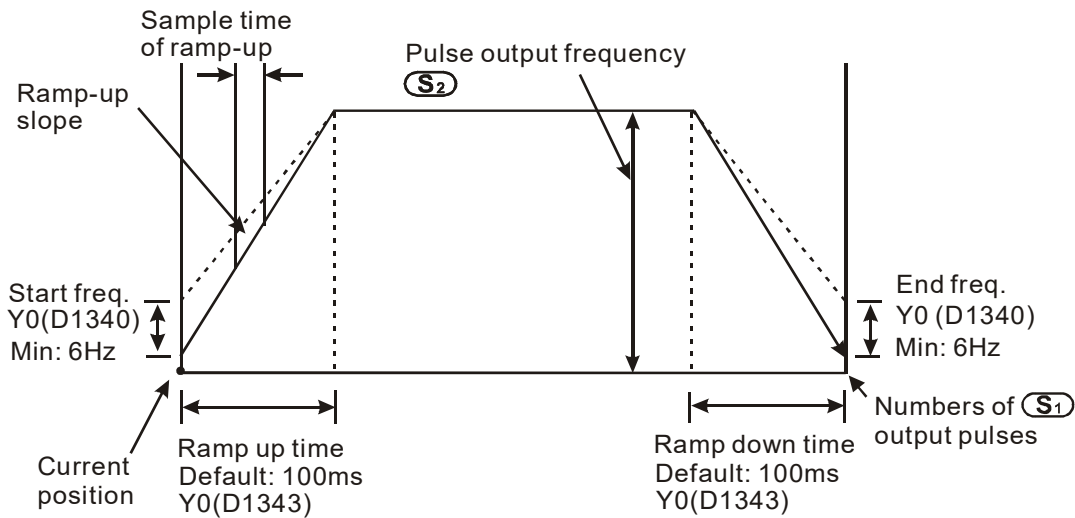 Sample time
of ramp-up
Pulse output frequency
S2
Ramp-up
slope
Start freq.
Y0(D1340)
Min: 6Hz
End freq.
Y0 (D1340)
Min: 6Hz
Numbers of S1
output pulses
Current
position
Ramp up time
Default: 100ms
Y0(D1343)
Ramp down time
Default: 100ms
Y0(D1343)